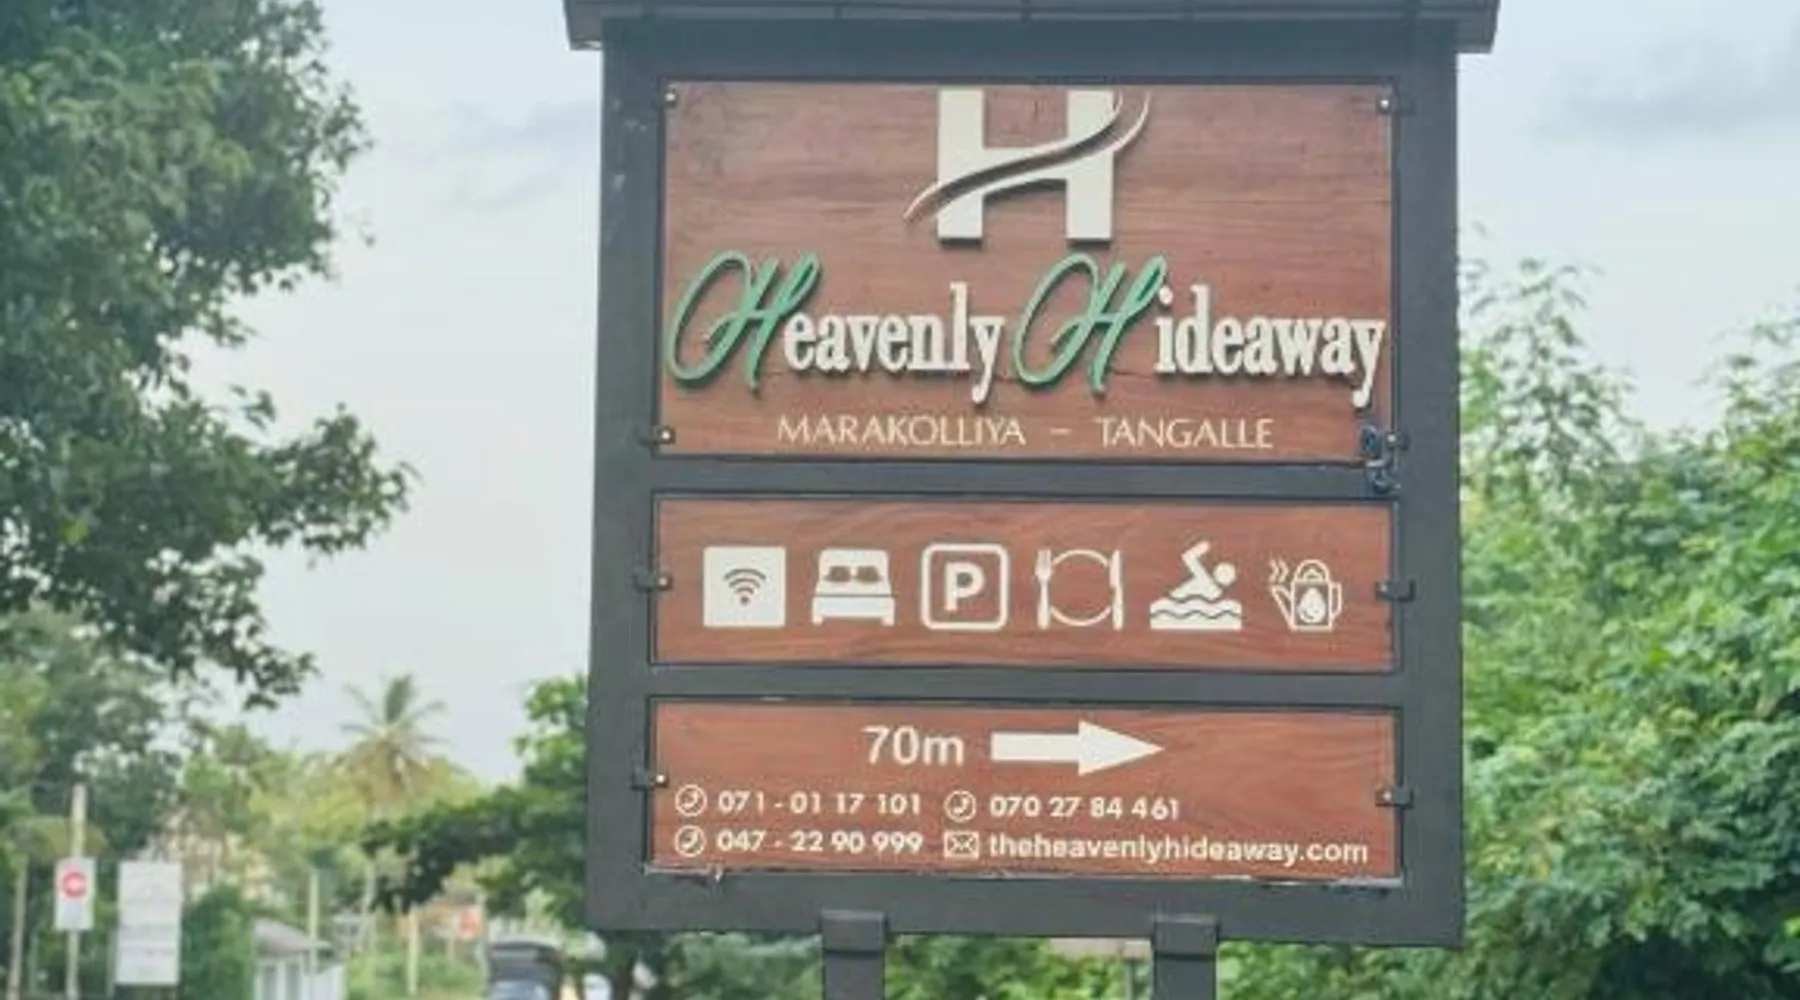 H
Heavenly Hideaway
MARAKOLLIYA – TANGALLE
P
70m
071 - 01 17 101 070 27 84 461
047 - 22 90 999 theheavenlyhideaway.com